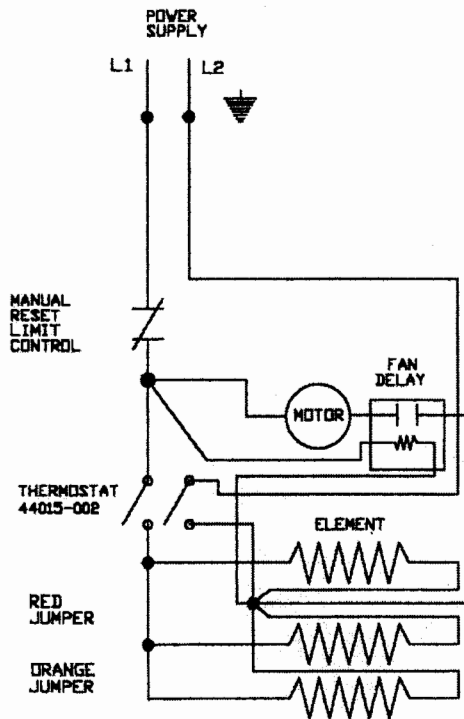 POWER
SUPPLY
L1
L2
MANUAL
RESET
LIMIT
CONTROL
FAN
DELAY
MOTOR
THERMOSTAT
44015-002
ELEMENT
RED
JUMPER
ORANGE
JUMPER